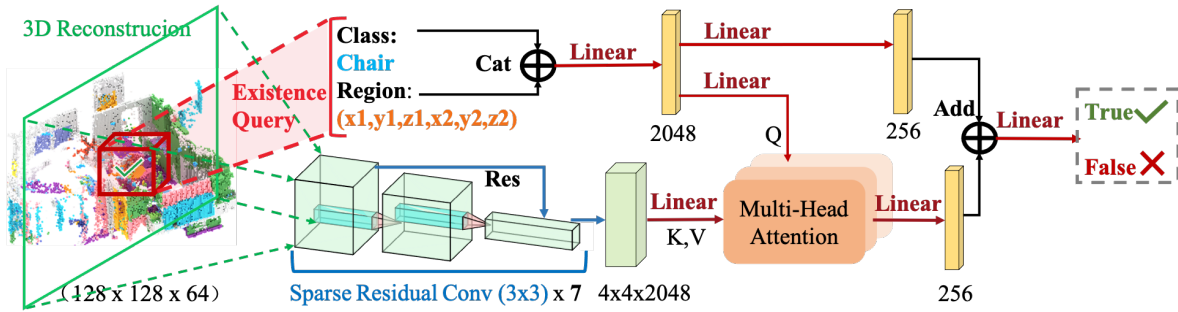 3D Reconstrucion
Existence
Query
Class:
Chair
Region:
(x1,y1,z1,x2,y2,z2)
Cat
Linear
2048
Linear
Linear
Q
256
Add
Linear
True
False
Res
Linear
K,V
Multi-Head
Attention
Linear
256
(128 x 128 x 64)
Sparse Residual Conv (3x3) x 7
4x4x2048